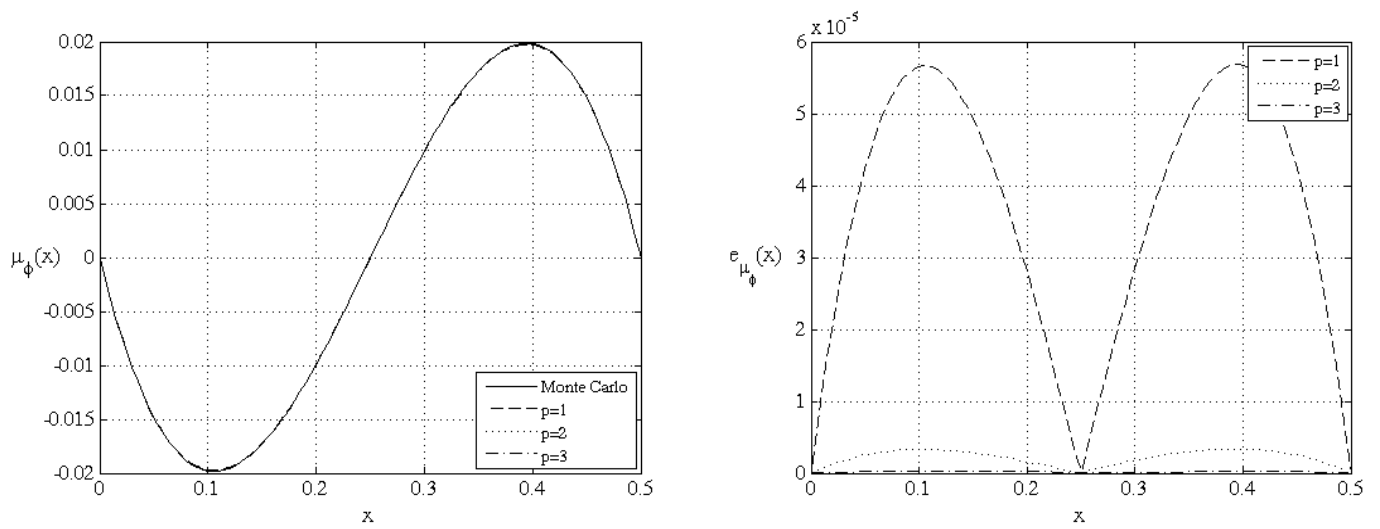 0.02
0.015
0.01
0.005
0
-0.005
-0.01
-0.015
-0.02
μ_ϕ(x)
0 0.1 0.2 0.3 0.4 0.5
x
Monte Carlo
p=1
p=2
p=3
x 10^-5
6
5
4
3
2
1
0
e_μ_ϕ(x)
0 0.1 0.2 0.3 0.4 0.5
x
p=1
p=2
p=3